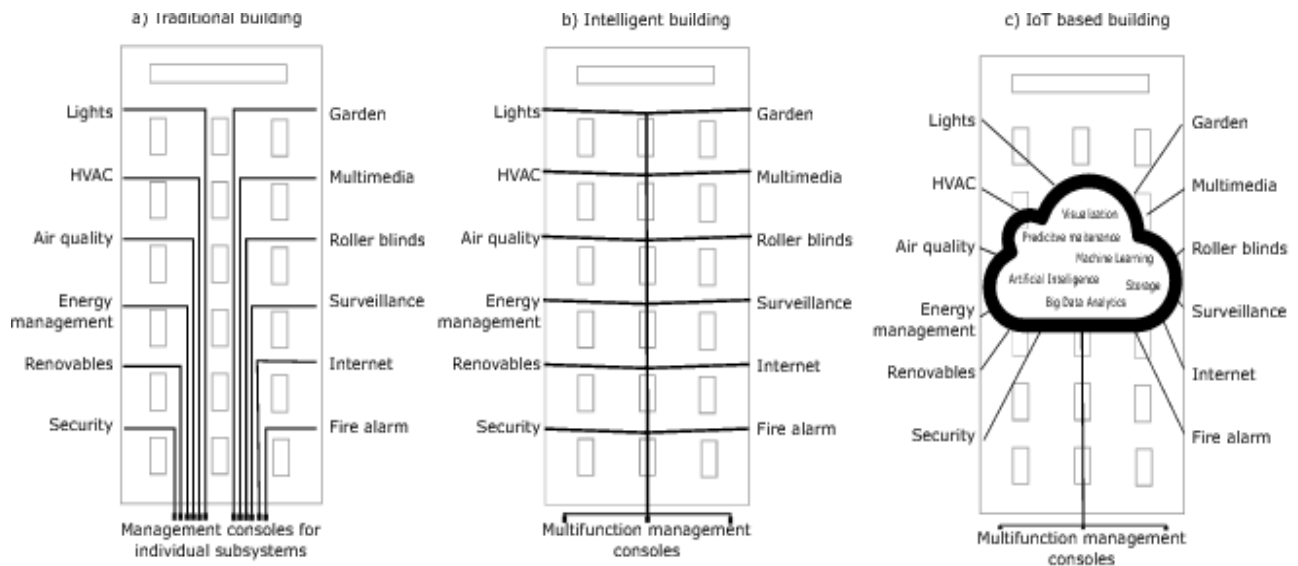 a) Traditional building
Lights
HVAC
Air quality
Energy
management
Renovables
Security
Garden
Multimedia
Roller blinds
Surveillance
Internet
Fire alarm
Management consoles for
individual subsystems
b) Intelligent building
Lights
HVAC
Air quality
Energy
management
Renovables
Security
Garden
Multimedia
Roller blinds
Surveillance
Internet
Fire alarm
Multifunction management
consoles
c) IoT based building
Lights
HVAC
Air quality
Energy
management
Renovables
Security
Visualization
Predictive maitenance
Machine Learning
Artificial Inteligence
Storage
Big Data Analytics
Garden
Multimedia
Roller blinds
Surveillance
Internet
Fire alarm
Multifunction management
consoles